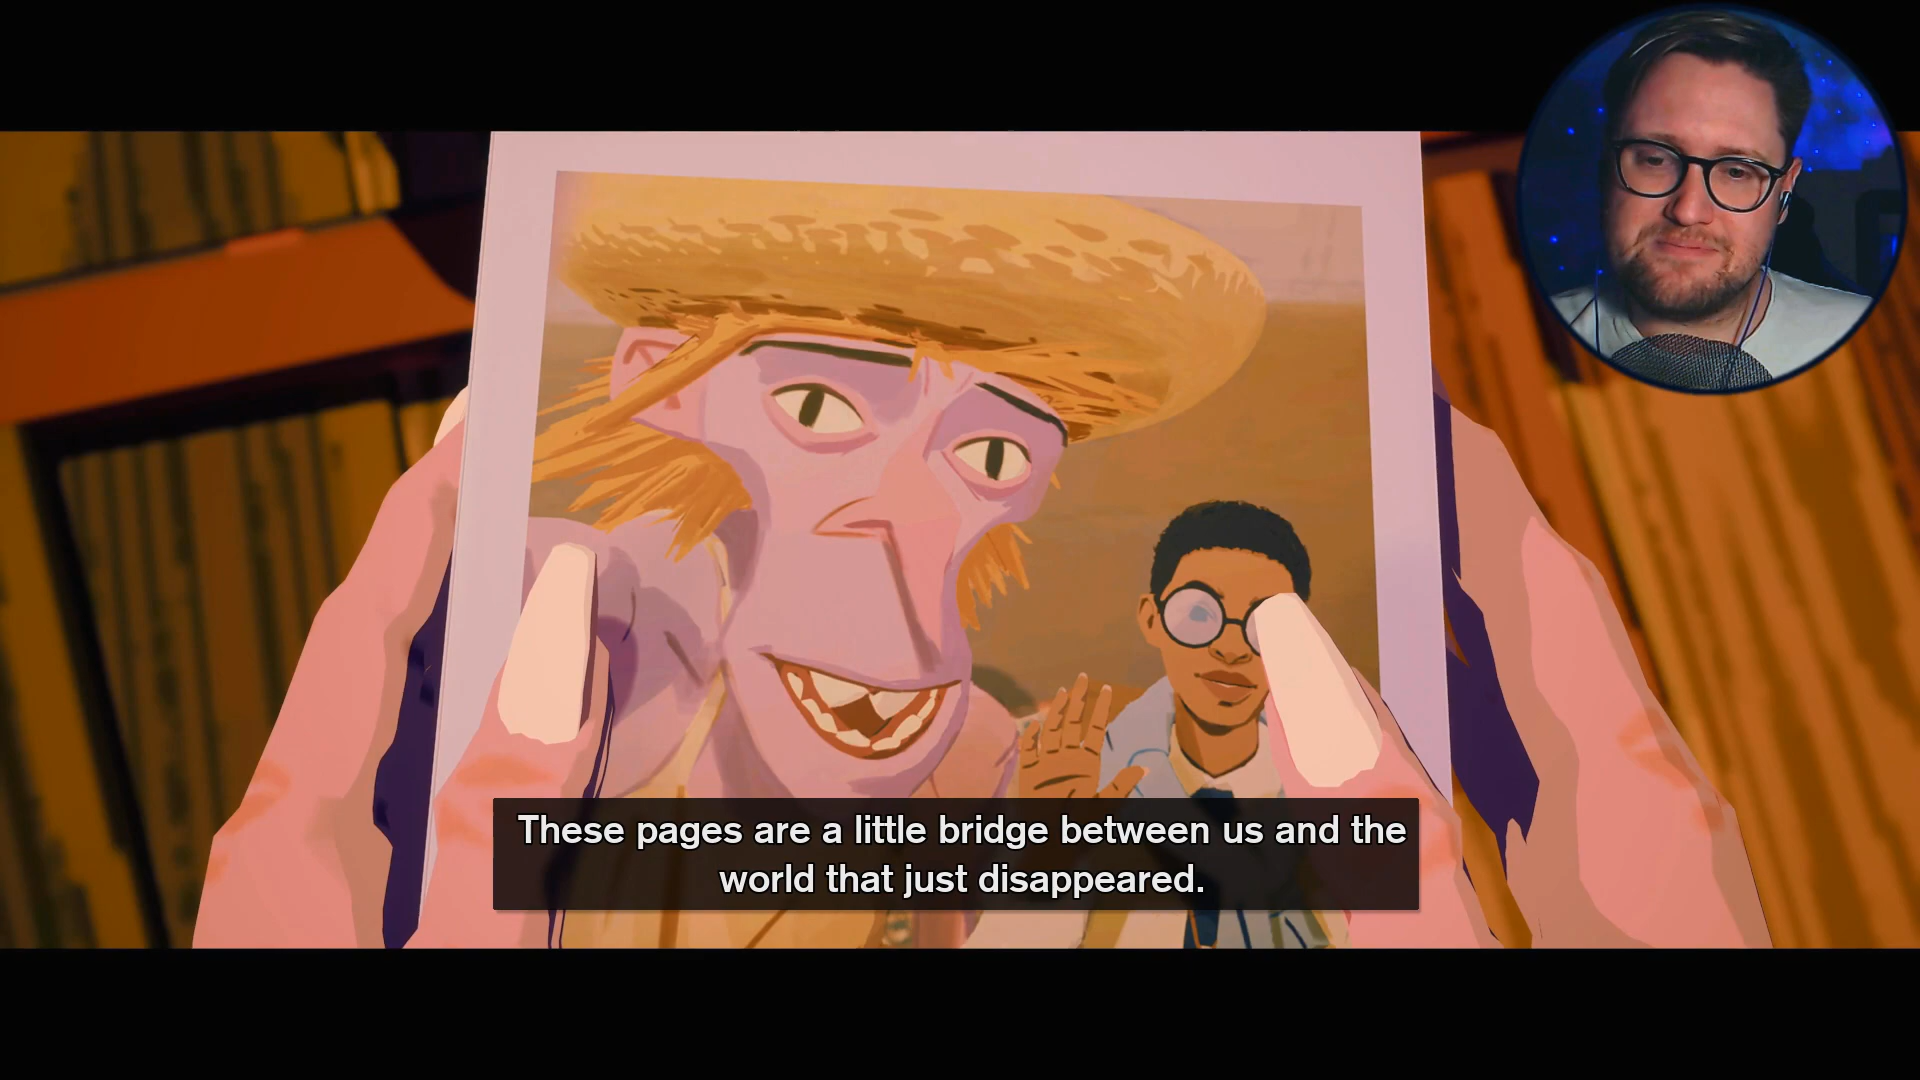 These pages are a little bridge between us and the
world that just disappeared.